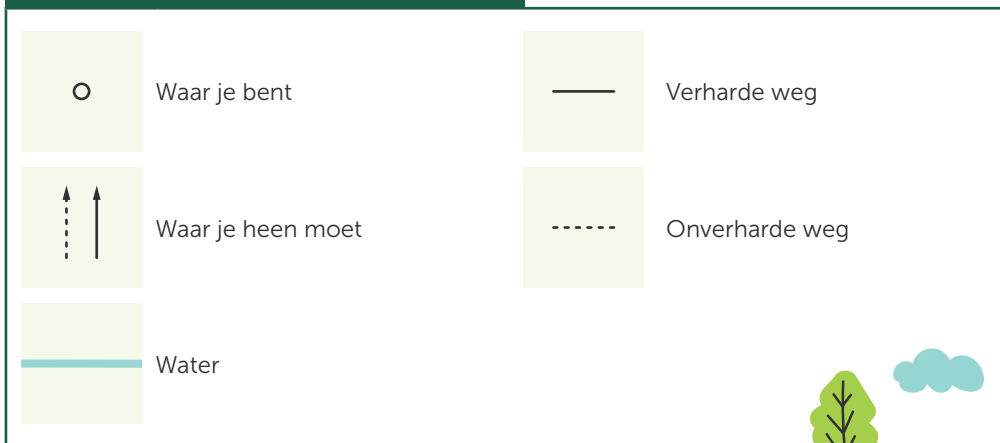 Waar je bent
Verharde weg
Waar je heen moet
Onverharde weg
Water